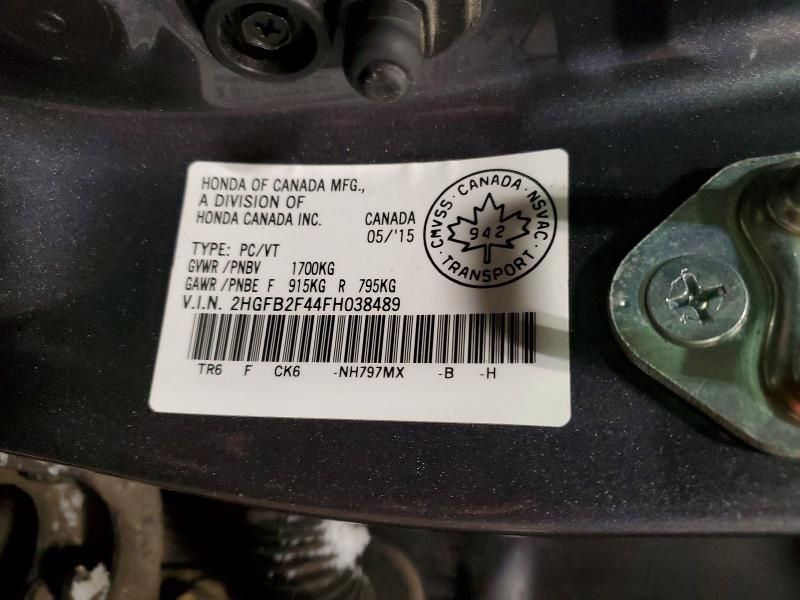 HONDA OF CANADA MFG.,
A DIVISION OF
HONDA CANADA INC. CANADA
05/'15
TYPE: PC/VT
GVWR/PNBV 1700KG
GAWR/PNBE F 915KG R 795KG
V.I.N. 2HGFB2F44FH038489
TR6 F CK6 -NH797MX -B -H
CMVSS · CANADA · NSVAC
942
· TRANSPORT ·